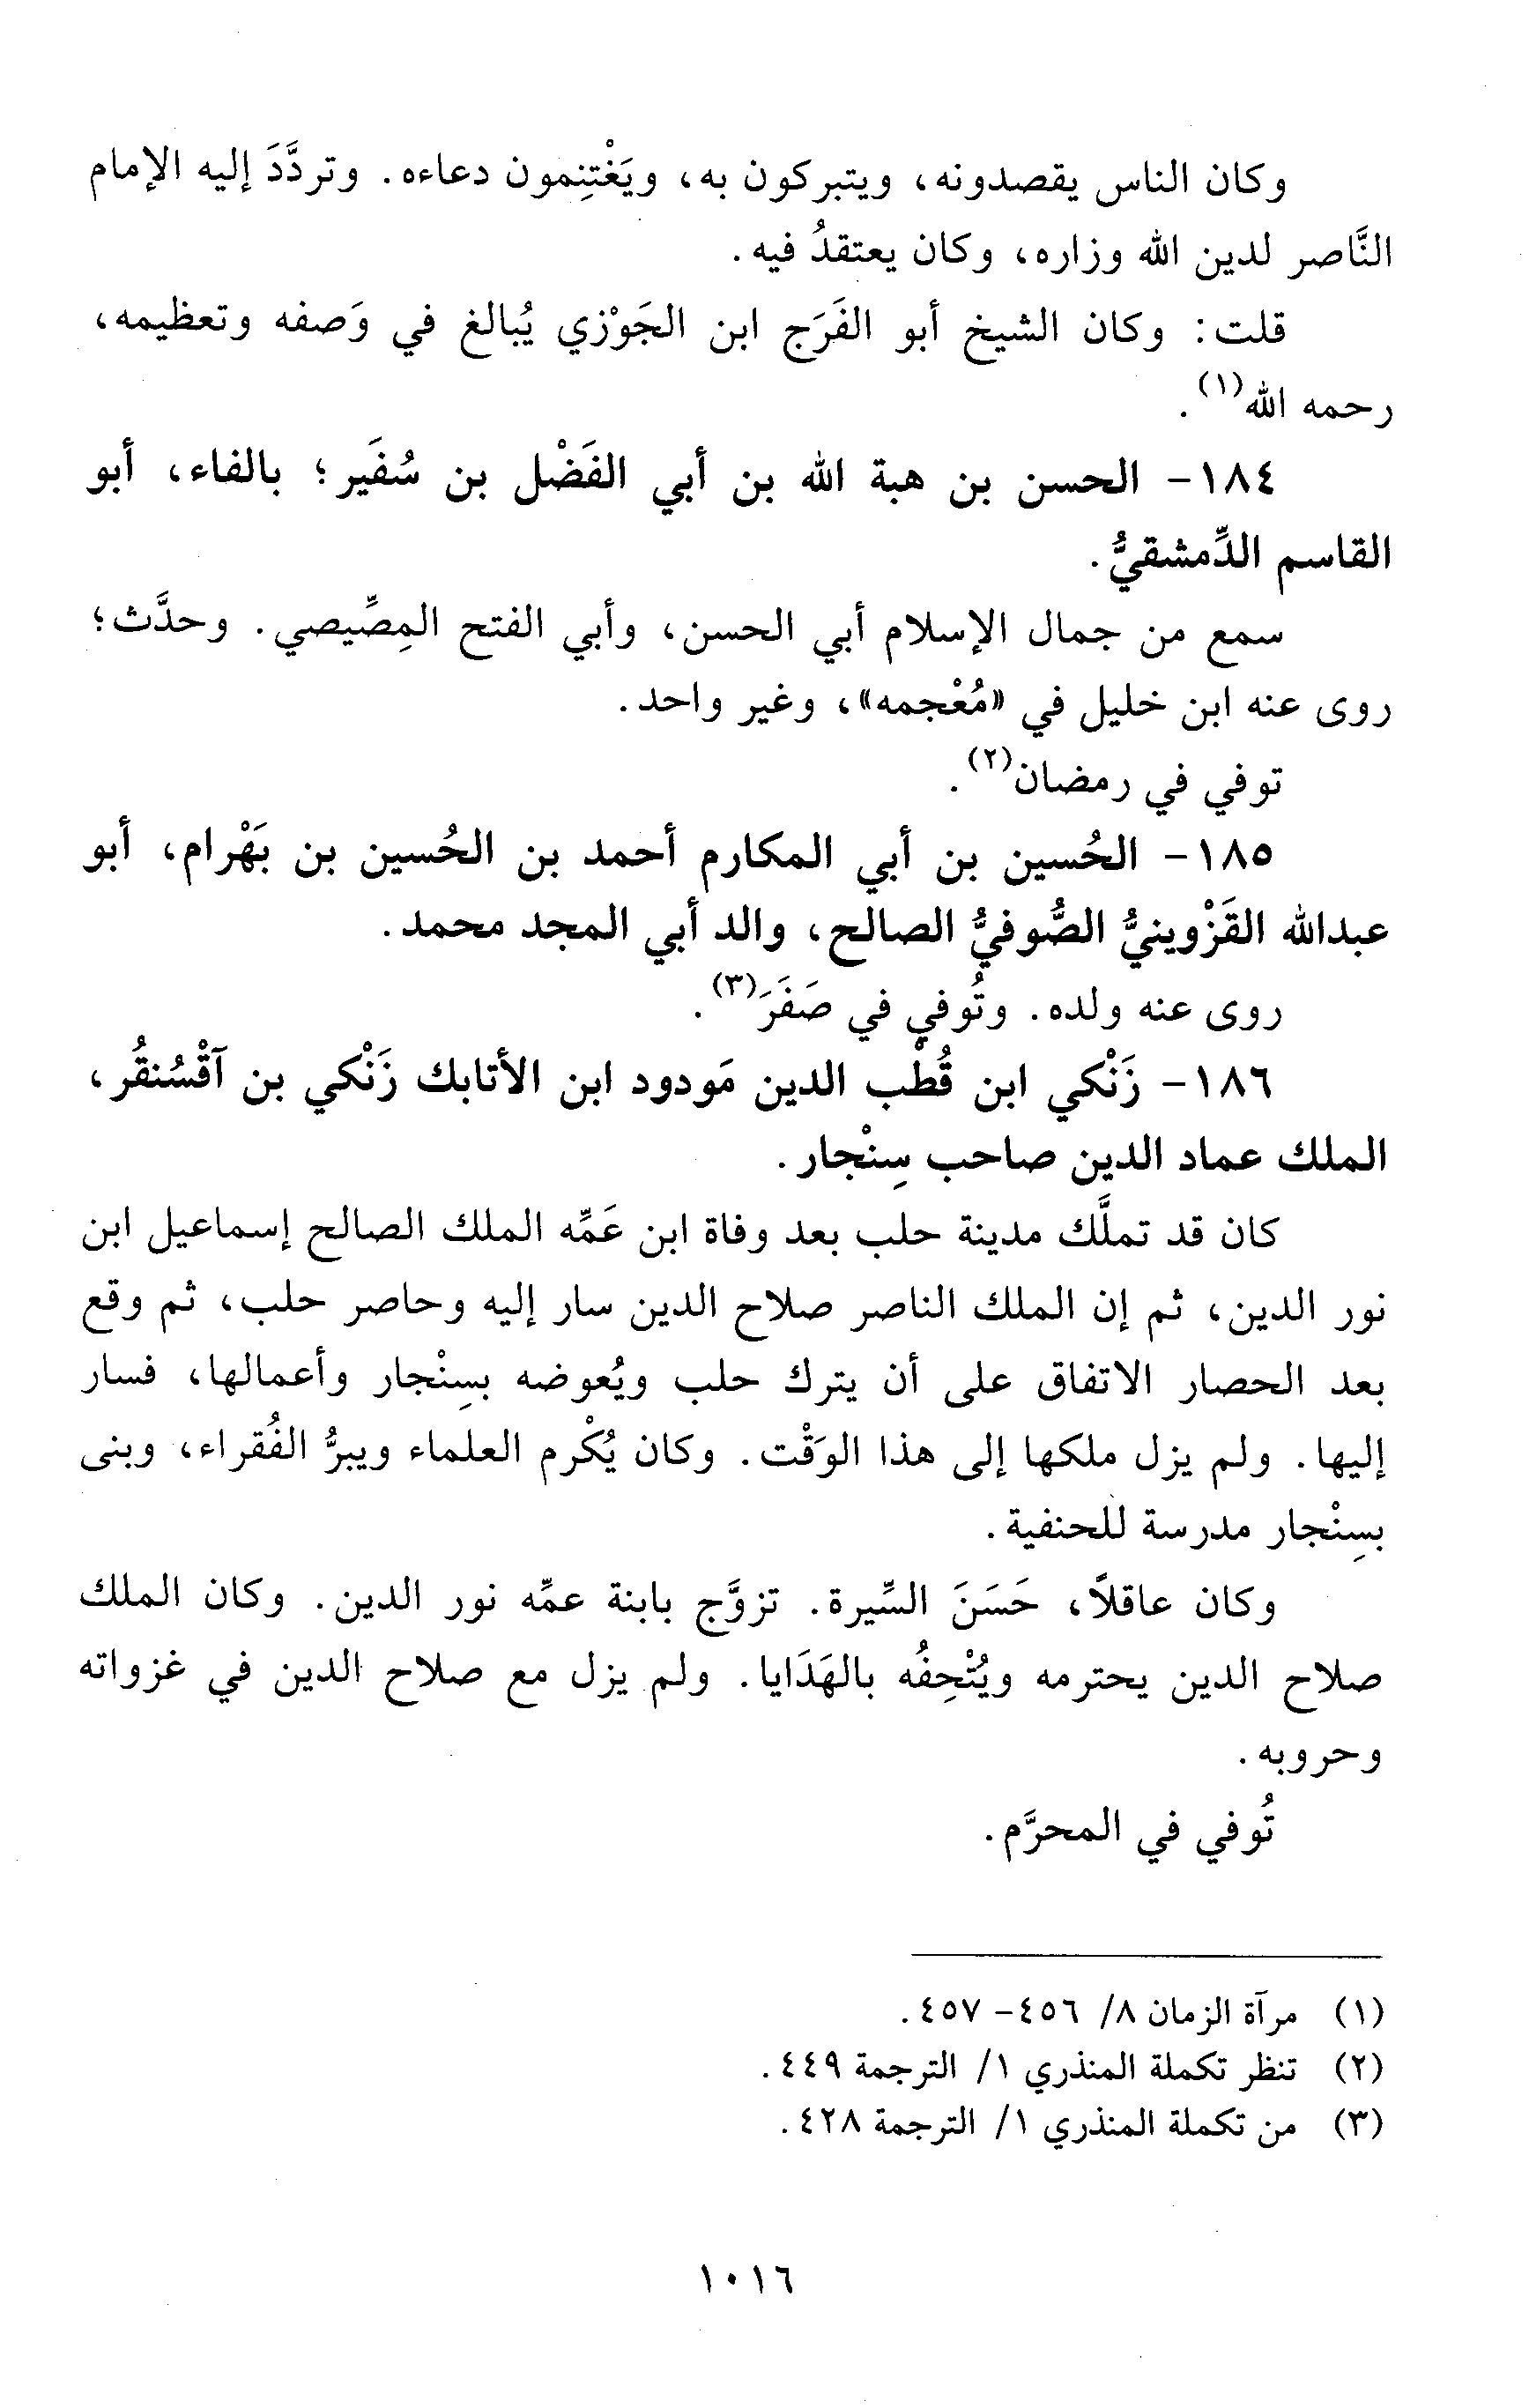 وكان الناس يقصدونه، ويتبركون به، ويَغْتنِمون دعاءه. وتردَّدَ إليه الإمام
النَّاصر لدين الله وزاره، وكان يعتقدُ فيه.
قلت: وكان الشيخ أبو الفَرَج ابن الجَوْزي يُبالغ في وَصفه وتعظيمه،
رحمه الله(١).
١٨٤- الحسن بن هبة الله بن أبي الفَضْل بن سُفَير؛ بالفاء، أبو
القاسم الدِّمشقيُّ.
سمع من جمال الإسلام أبي الحسن، وأبي الفتح المِصِّيصي. وحدَّث؛
روى عنه ابن خليل في «مُعْجمه»، وغير واحد.
توفي في رمضان(٢).
١٨٥- الحُسين بن أبي المكارم أحمد بن الحُسين بن بَهْرام، أبو
عبدالله القَزْوينيُّ الصُّوفيُّ الصالح، والد أبي المجد محمد.
روى عنه ولده. وتُوفي في صَفَرَ(٣).
١٨٦- زَنْكي ابن قُطْب الدين مَودود ابن الأتابك زَنْكي بن آقْسُنقُر،
الملك عماد الدين صاحب سِنْجار.
كان قد تملَّك مدينة حلب بعد وفاة ابن عَمِّه الملك الصالح إسماعيل ابن
نور الدين، ثم إن الملك الناصر صلاح الدين سار إليه وحاصر حلب، ثم وقع
بعد الحصار الاتفاق على أن يترك حلب ويُعوضه بسِنْجار وأعمالها، فسار
إليها. ولم يزل ملكها إلى هذا الوَقْت. وكان يُكْرم العلماء ويبرُّ الفُقراء، وبنى
بسِنْجار مدرسة للحنفية.
وكان عاقلاً، حَسَنَ السِّيرة. تزوَّج بابنة عمِّه نور الدين. وكان الملك
صلاح الدين يحترمه ويُتْحِفُه بالهَدَايا. ولم يزل مع صلاح الدين في غزواته
وحروبه.
تُوفي في المحرَّم.
(١) مرآة الزمان ٨/ ٤٥٦- ٤٥٧.
(٢) تنظر تكملة المنذري ١/ الترجمة ٤٤٩.
(٣) من تكملة المنذري ١/ الترجمة ٤٢٨.
١٠١٦